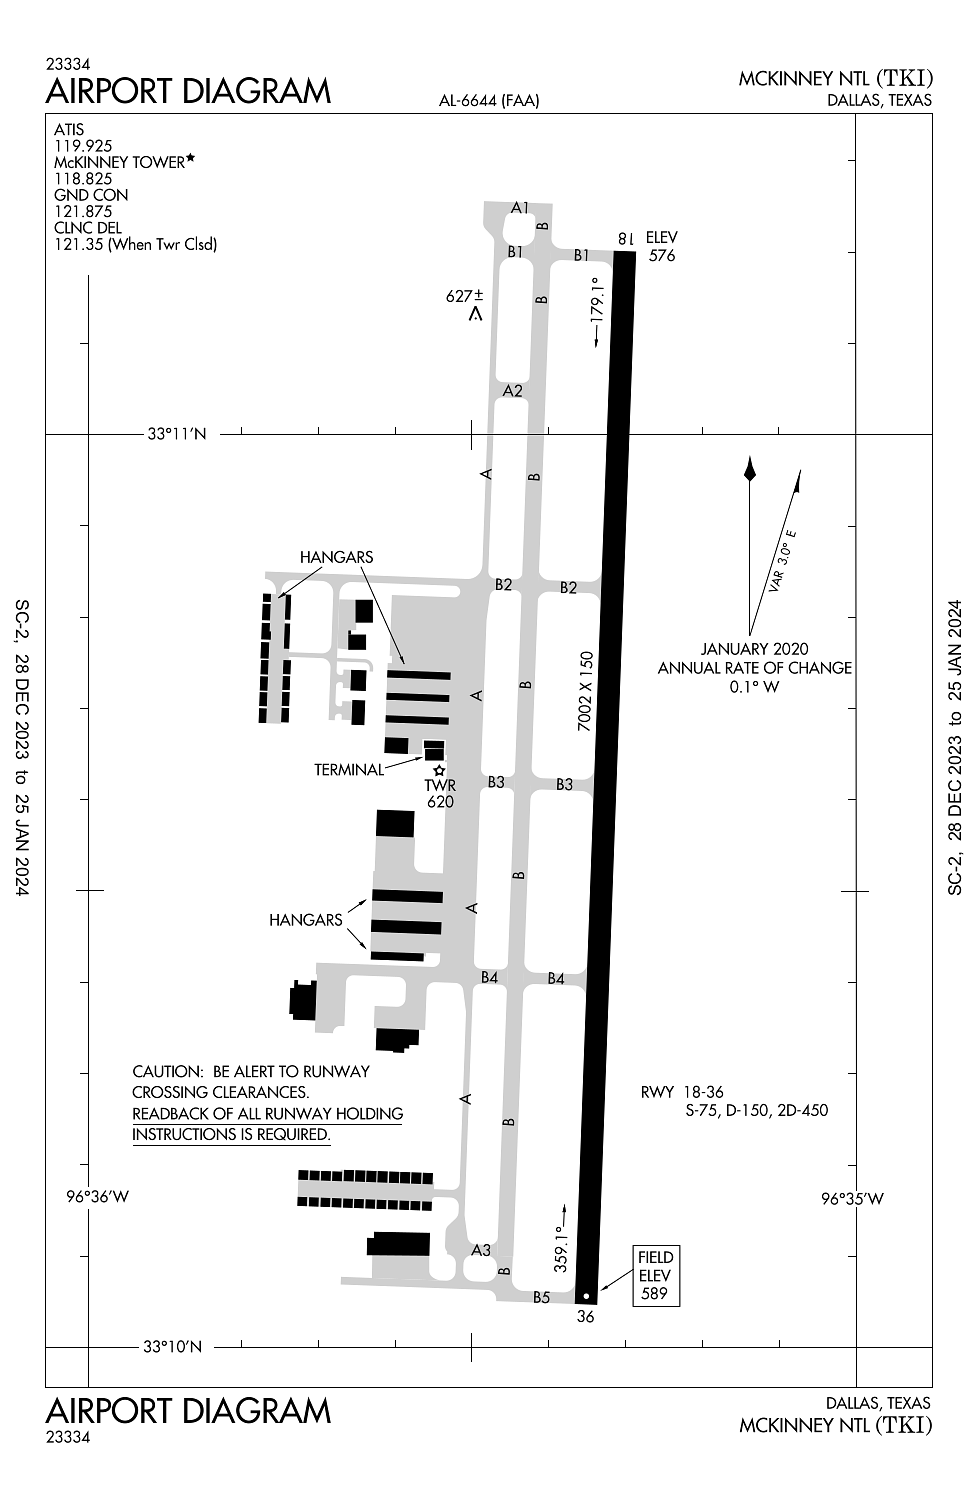 23334
AIRPORT DIAGRAM
AL-6644 (FAA)
MCKINNEY NTL (TKI)
DALLAS, TEXAS
ATIS
119.925
McKINNEY TOWER★
118.825
GND CON
121.875
CLNC DEL
121.35 (When Twr Clsd)
A1
B
B1
B1
18
ELEV
576
627±
B
179.1°
A2
33°11'N
A
B
VAR 3.0° E
HANGARS
B2
B2
JANUARY 2020
ANNUAL RATE OF CHANGE
0.1° W
7002 X 150
A
B
TERMINAL
TWR
620
B3
B3
SC-2, 28 DEC 2023 to 25 JAN 2024
SC-2, 28 DEC 2023 to 25 JAN 2024
B
A
HANGARS
B4
B4
CAUTION: BE ALERT TO RUNWAY
CROSSING CLEARANCES.
READBACK OF ALL RUNWAY HOLDING
INSTRUCTIONS IS REQUIRED.
A
B
RWY 18-36
S-75, D-150, 2D-450
96°36'W
96°35'W
A3
359.1°
B
FIELD
ELEV
589
B5
36
33°10'N
AIRPORT DIAGRAM
23334
DALLAS, TEXAS
MCKINNEY NTL (TKI)